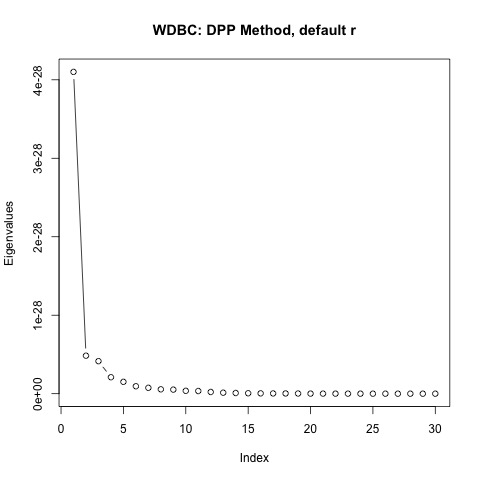 WDBC: DPP Method, default r
Eigenvalues
4e-28
3e-28
2e-28
1e-28
0e+00
0 5 10 15 20 25 30
Index